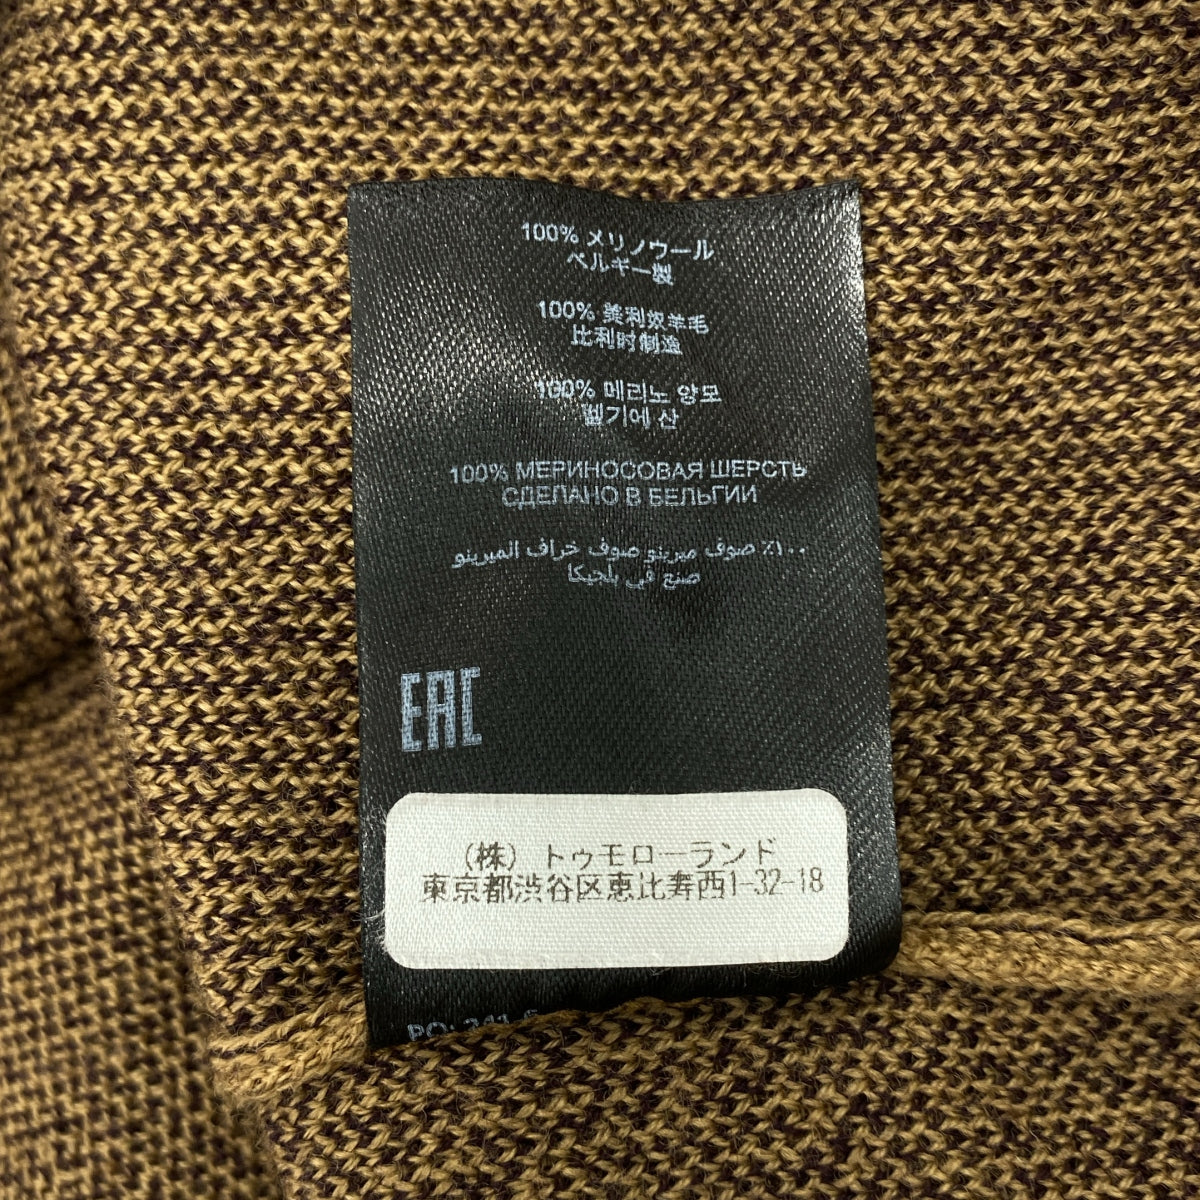 100% メリノウール
ベルギー製
100% 美利奴羊毛
比利时制造
100% 메리노 양모
벨기에 산
100% МЕРИНОСОВАЯ ШЕРСТЬ
СДЕЛАНО В БЕЛЬГИИ
١٠٠٪ صوف ميرينو صوف خراف الميرينو
صنع في بلجيكا
EAC
(株) トゥモローランド
東京都渋谷区恵比寿西1-32-18
PO: